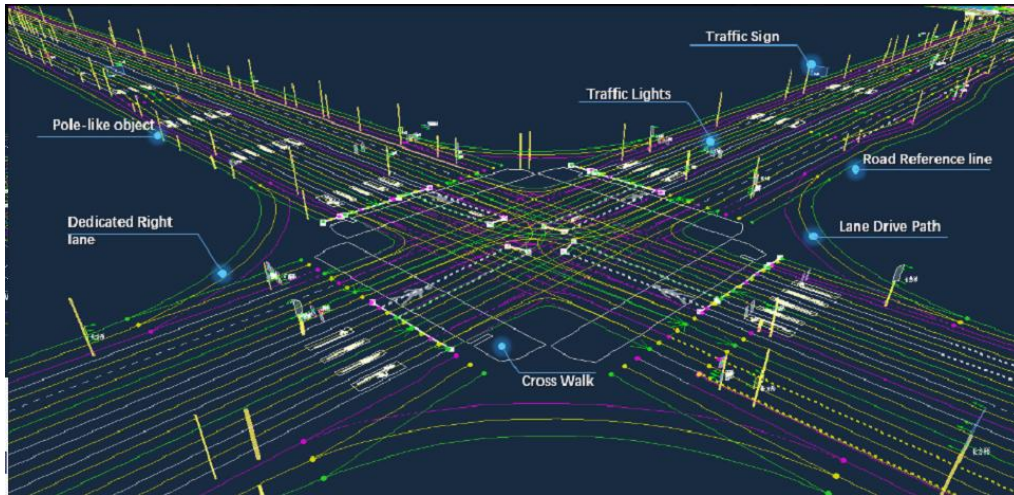 Traffic Sign
Traffic Lights
Pole-like object
Road Reference line
Dedicated Right
lane
Lane Drive Path
Cross Walk